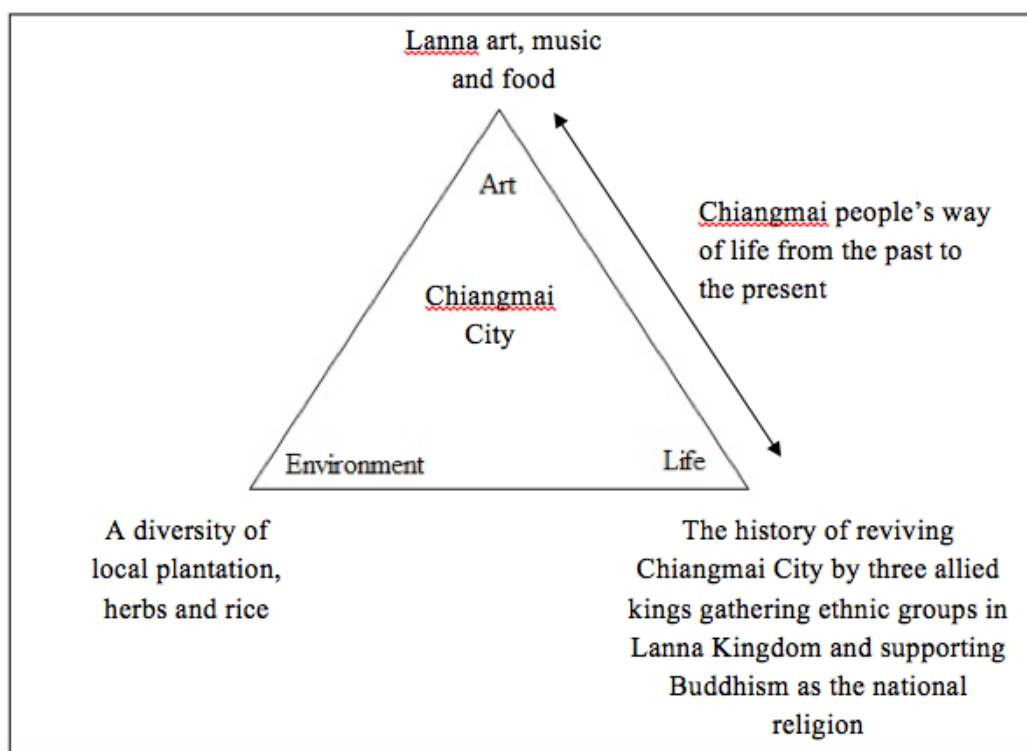 Lanna art, music
and food
Art
Chiangmai people’s way
of life from the past to
the present
Chiangmai
City
Environment
Life
A diversity of
local plantation,
herbs and rice
The history of reviving
Chiangmai City by three allied
kings gathering ethnic groups in
Lanna Kingdom and supporting
Buddhism as the national
religion